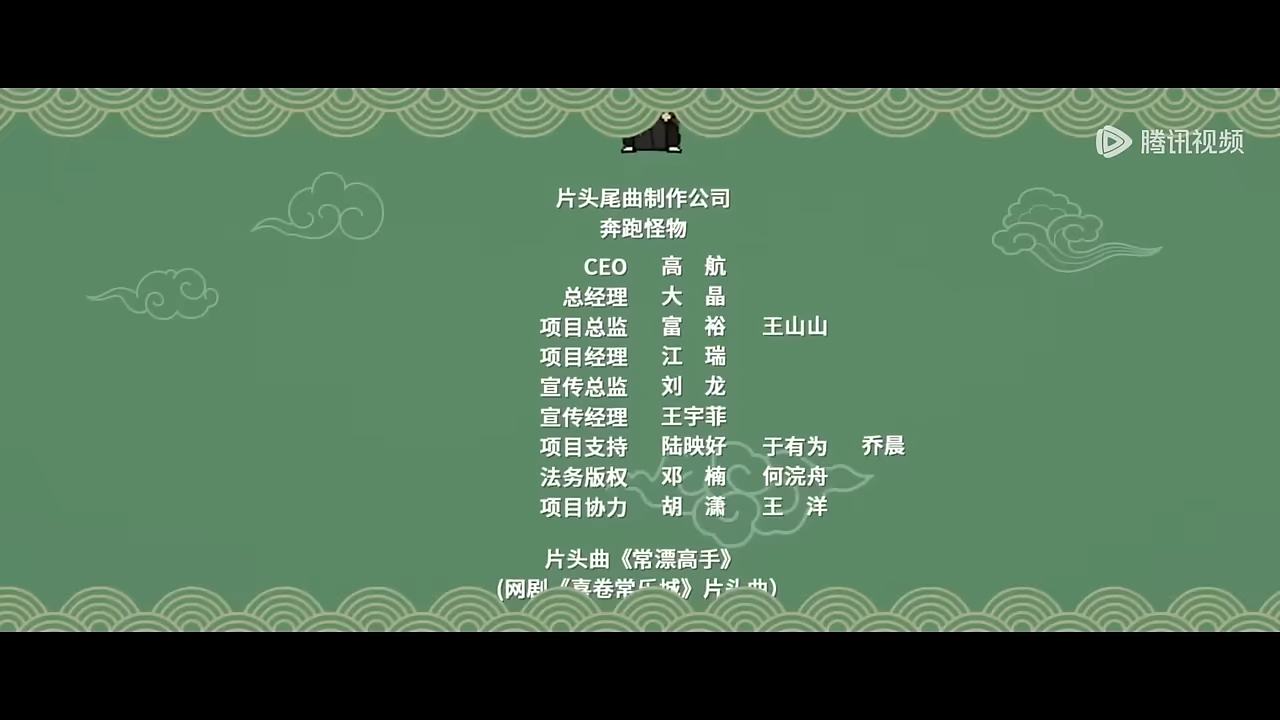 腾讯视频
片头尾曲制作公司
奔跑怪物
CEO 高 航
总经理 大 晶
项目总监 富 裕 王山山
项目经理 江 瑞
宣传总监 刘 龙
宣传经理 王宇菲
项目支持 陆映好 于有为 乔晨
法务版权 邓 楠 何浣舟
项目协力 胡 潇 王 洋
片头曲《常漂高手》
(网剧《喜卷常乐城》片头曲)